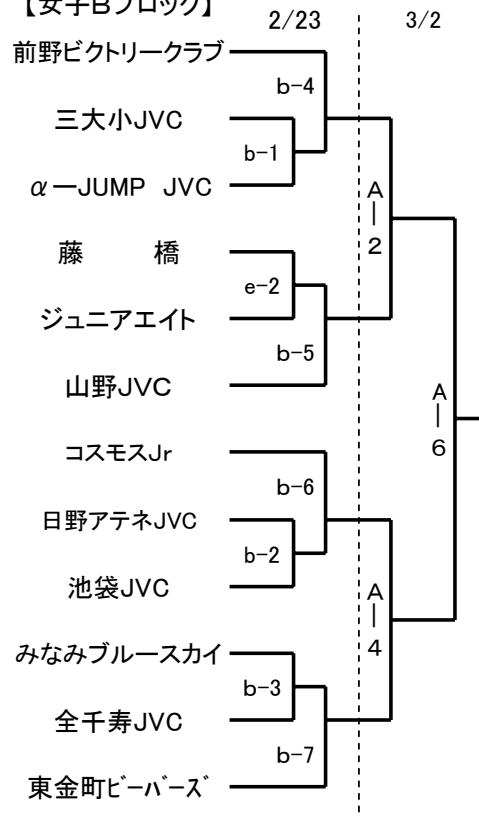 【女子Bブロック】
2/23
3/2
前野ビクトリークラブ
b-4
三大小JVC
b-1
α－JUMP　JVC
A｜2
藤　　橋
e-2
ジュニアエイト
b-5
山野JVC
A｜6
コスモスJr
b-6
日野アテネJVC
b-2
池袋JVC
A｜4
みなみブルースカイ
b-3
全千寿JVC
b-7
東金町ﾋﾞｰﾊﾞｰｽﾞ